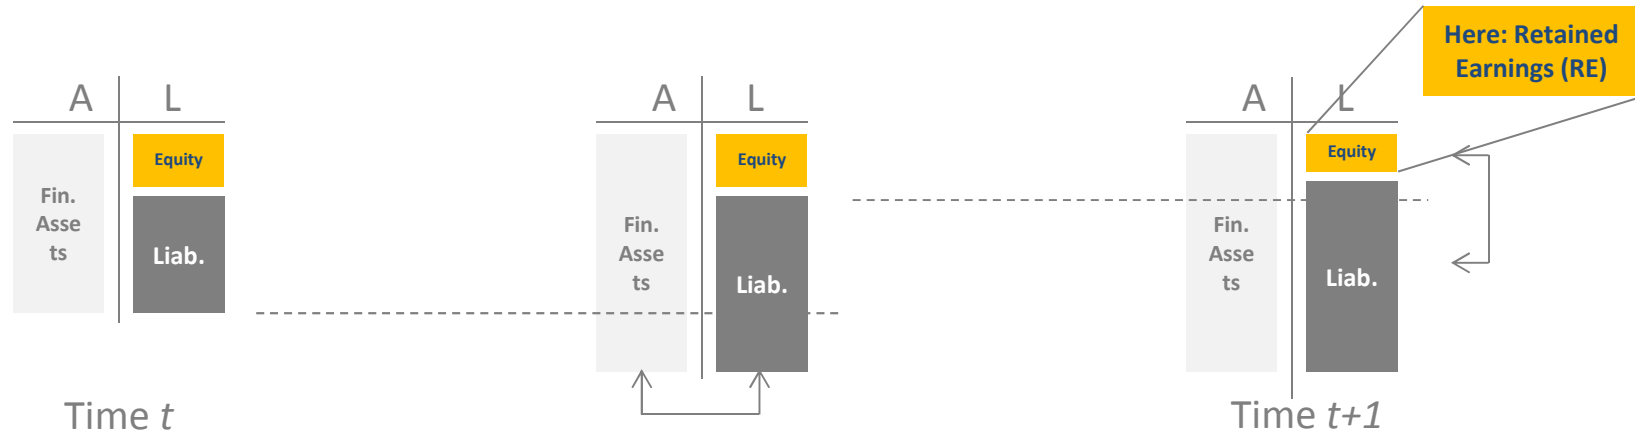 Here: Retained
Earnings (RE)
A L
Equity
Fin.
Asse
ts
Liab.
Time t
A L
Equity
Fin.
Asse
ts
Liab.
A L
Equity
Fin.
Asse
ts
Liab.
Time t+1